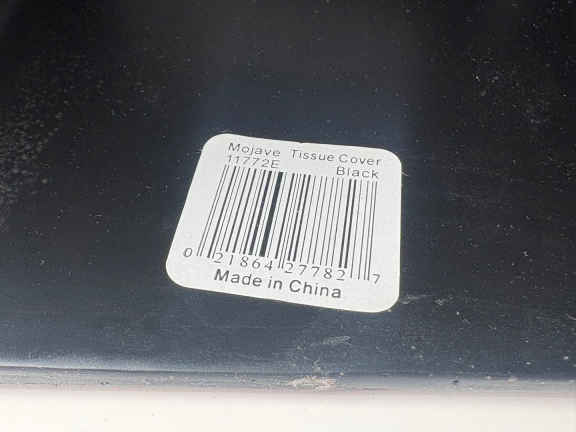 Mojave Tissue Cover
11772E Black
0 21864 27782 7
Made in China